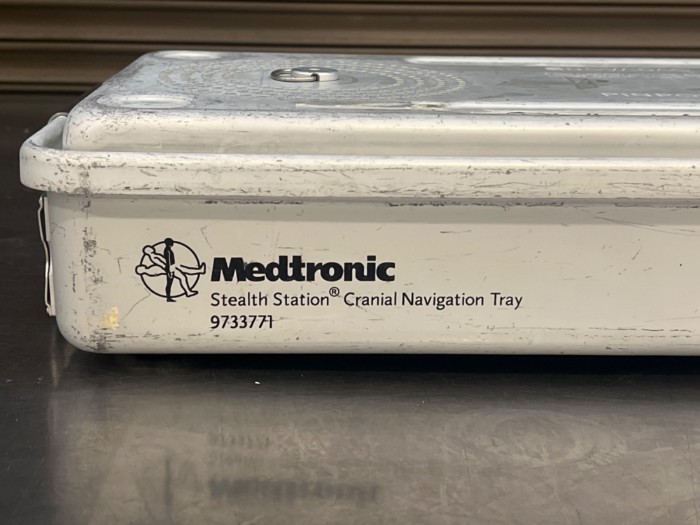 Medtronic
Stealth Station® Cranial Navigation Tray
9733771